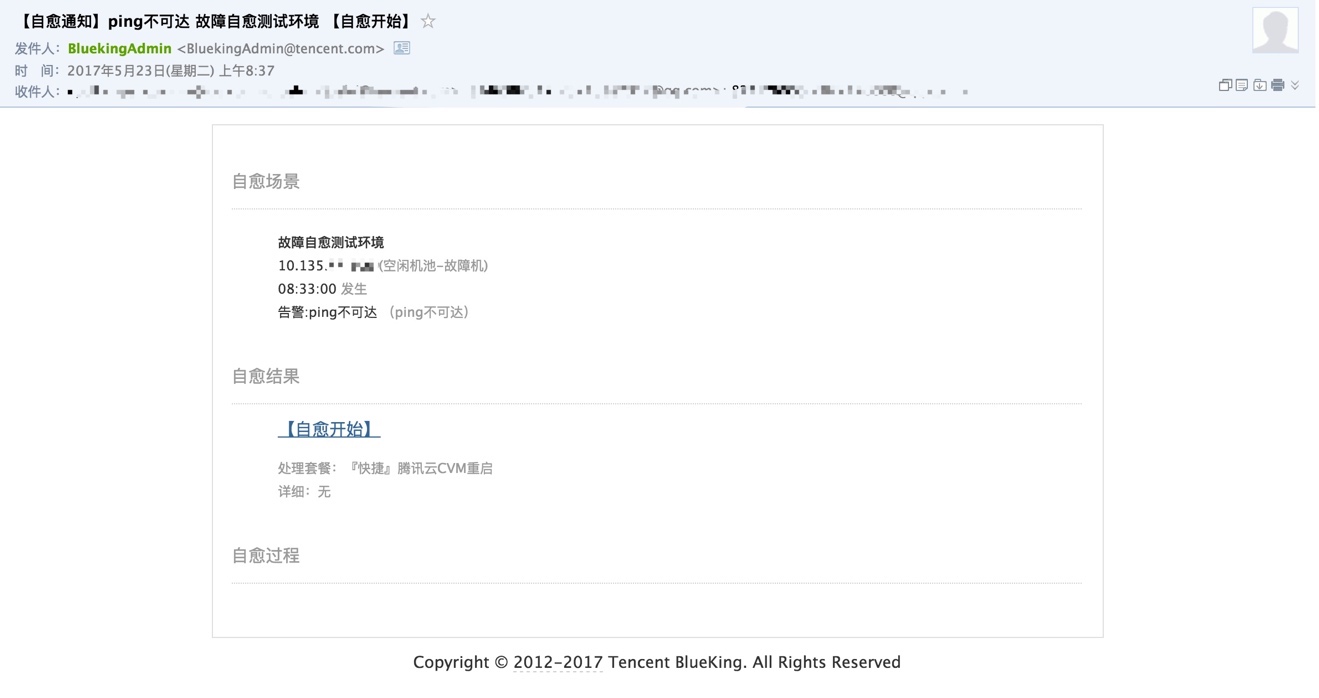 【自愈通知】ping不可达 故障自愈测试环境 【自愈开始】
发件人：BluekingAdmin <BluekingAdmin@tencent.com>
时 间：2017年5月23日(星期二) 上午8:37
收件人：
自愈场景
故障自愈测试环境
10.135. (空闲机池-故障机)
08:33:00 发生
告警:ping不可达 （ping不可达）
自愈结果
【自愈开始】
处理套餐：『快捷』腾讯云CVM重启
详细：无
自愈过程
Copyright © 2012-2017 Tencent BlueKing. All Rights Reserved